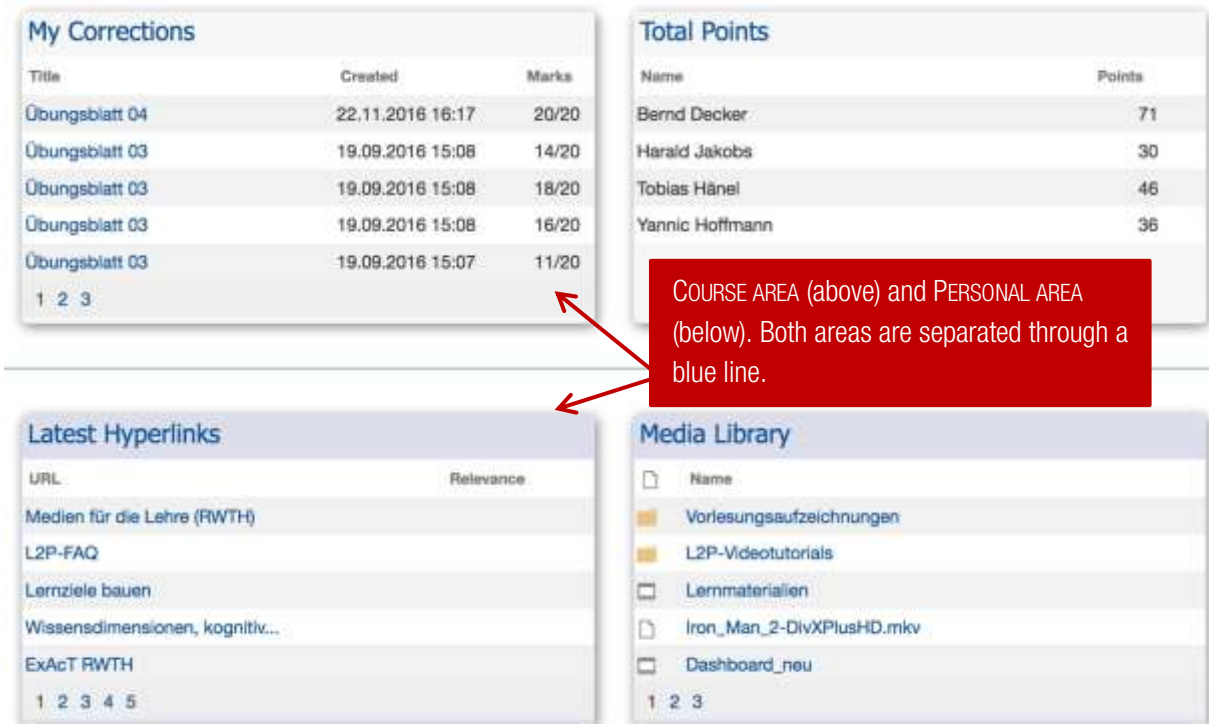 My Corrections
Title Created Marks
Übungsblatt 04 22.11.2016 16:17 20/20
Übungsblatt 03 19.09.2016 15:08 14/20
Übungsblatt 03 19.09.2016 15:08 18/20
Übungsblatt 03 19.09.2016 15:08 16/20
Übungsblatt 03 19.09.2016 15:07 11/20
1 2 3
Total Points
Name Points
Bernd Decker 71
Harald Jakobs 30
Tobias Hänel 46
Yannic Hoffmann 36
COURSE AREA (above) and PERSONAL AREA
(below). Both areas are separated through a
blue line.
Latest Hyperlinks
URL Relevance
Medien für die Lehre (RWTH)
L2P-FAQ
Lernziele bauen
Wissensdimensionen, kognitiv...
ExAcT RWTH
1 2 3 4 5
Media Library
Name
Vorlesungsaufzeichnungen
L2P-Videotutorials
Lernmaterialien
Iron_Man_2-DivXPlusHD.mkv
Dashboard_neu
1 2 3